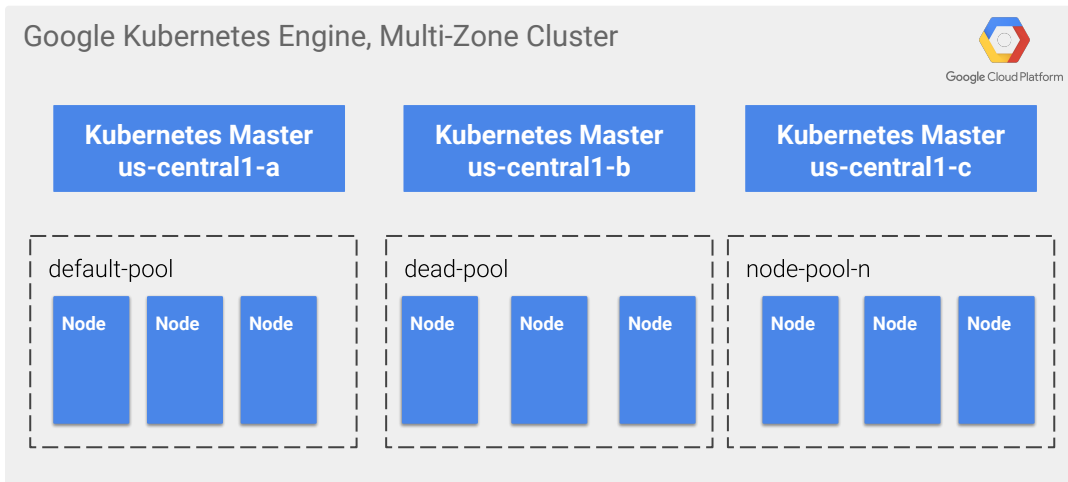 Google Kubernetes Engine, Multi-Zone Cluster
Google Cloud Platform
Kubernetes Master
us-central1-a
Kubernetes Master
us-central1-b
Kubernetes Master
us-central1-c
default-pool
Node
Node
Node
dead-pool
Node
Node
Node
node-pool-n
Node
Node
Node